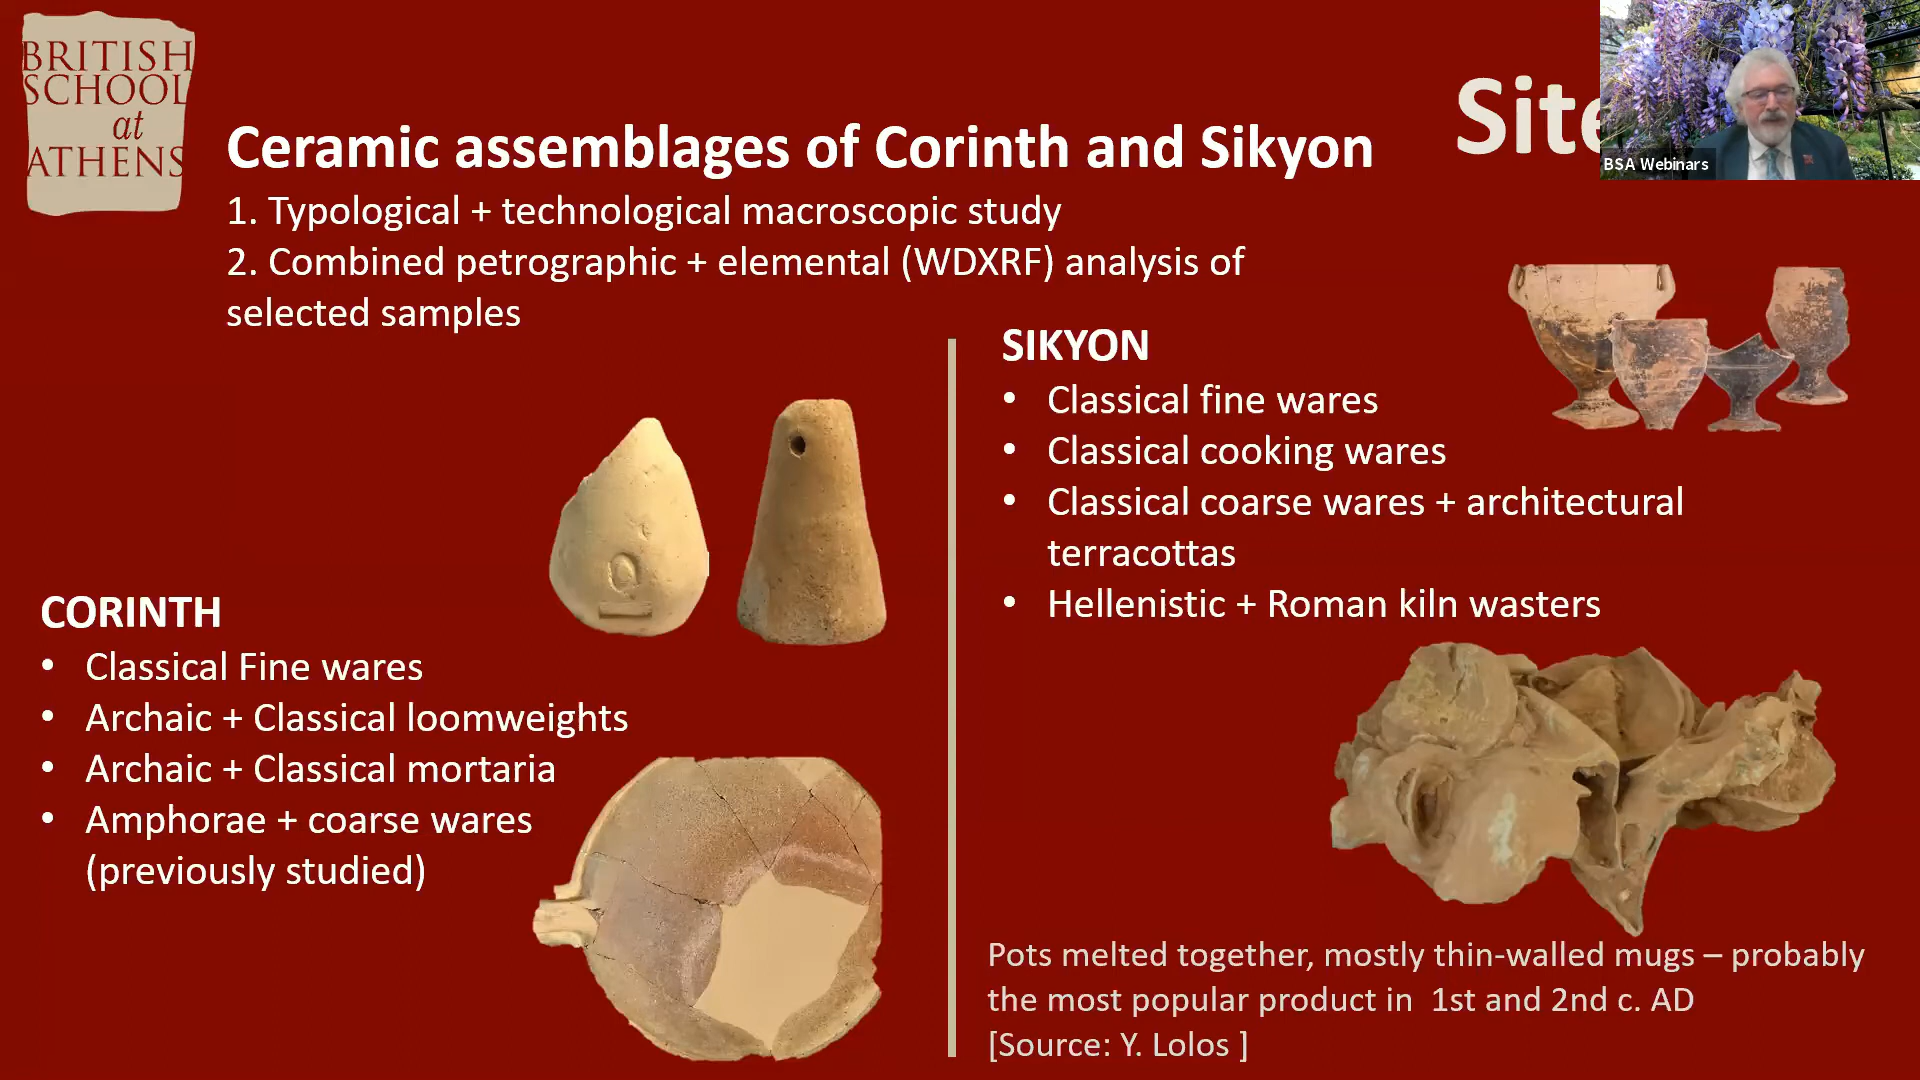 BRITISH
SCHOOL
at
ATHENS
Ceramic assemblages of Corinth and Sikyon
1. Typological + technological macroscopic study
2. Combined petrographic + elemental (WDXRF) analysis of
selected samples
BSA Webinars
CORINTH
• Classical Fine wares
• Archaic + Classical loomweights
• Archaic + Classical mortaria
• Amphorae + coarse wares
(previously studied)
SIKYON
• Classical fine wares
• Classical cooking wares
• Classical coarse wares + architectural
terracottas
• Hellenistic + Roman kiln wasters
Pots melted together, mostly thin-walled mugs – probably
the most popular product in 1st and 2nd c. AD
[Source: Y. Lolos ]